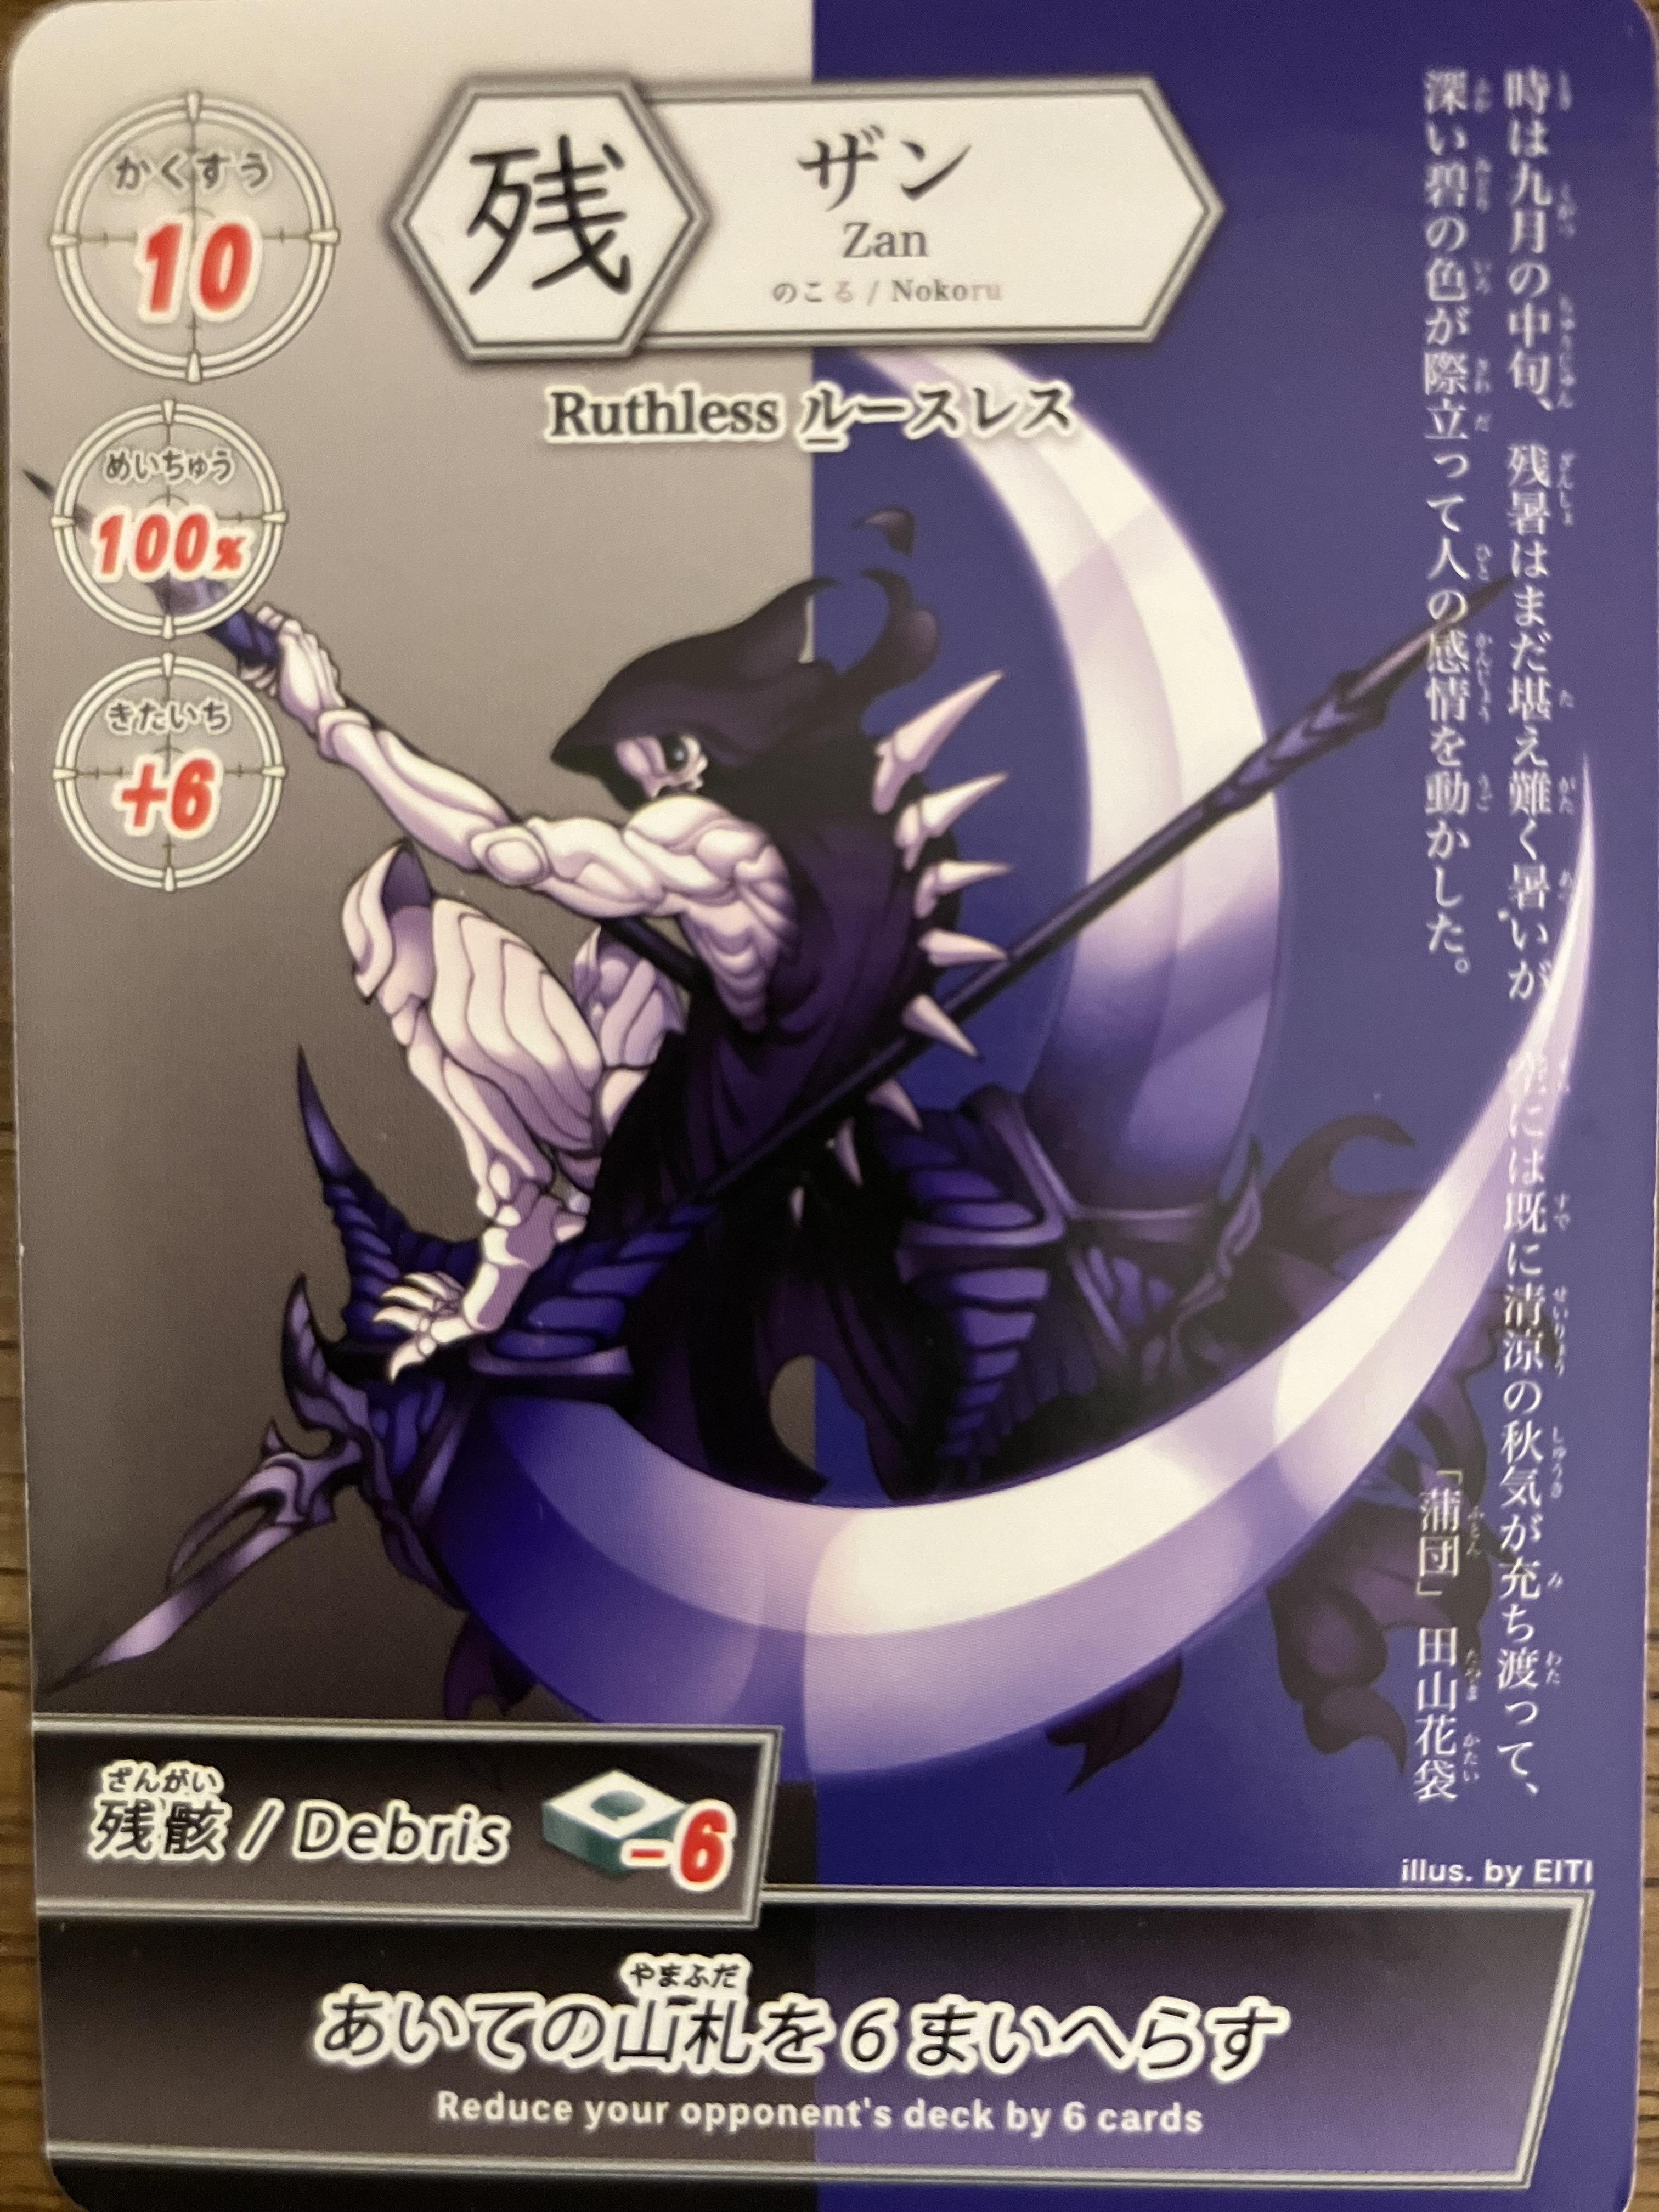 かくすう
10
めいちゅう
100%
きたいち
+6
残
ザン
Zan
のこる / Nokoru
Ruthless ルースレス
時は九月の中旬、残暑はまだ堪え難く暑いが
には既に清涼の秋気が充ち渡って、
深い碧の色が際立って人の感情を動かした。
「蒲団」 田山花袋
illus. by EITI
ざんがい
残骸 / Debris
-6
やまふだ
あいての山札を6まいへらす
Reduce your opponent's deck by 6 cards